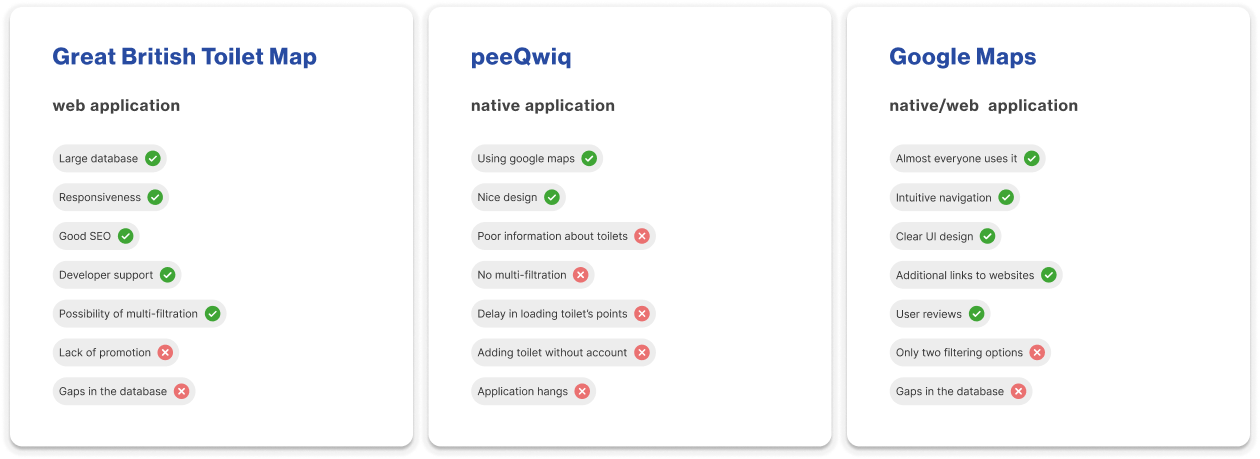 Great British Toilet Map
web application
Large database
Responsiveness
Good SEO
Developer support
Possibility of multi-filtration
Lack of promotion
Gaps in the database
peeQwiq
native application
Using google maps
Nice design
Poor information about toilets
No multi-filtration
Delay in loading toilet's points
Adding toilet without account
Application hangs
Google Maps
native/web  application
Almost everyone uses it
Intuitive navigation
Clear UI design
Additional links to websites
User reviews
Only two filtering options
Gaps in the database